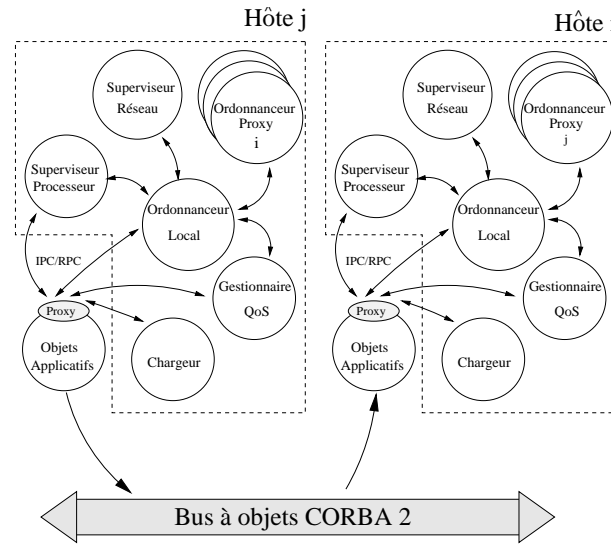 Hôte j
Superviseur
Réseau
Ordonnanceur
Proxy
i
Superviseur
Processeur
Ordonnanceur
Local
IPC/RPC
Gestionnaire
QoS
Proxy
Objets
Applicatifs
Chargeur
Hôte
Superviseur
Réseau
Ordonnanceur
Proxy
j
Superviseur
Processeur
Ordonnanceur
Local
IPC/RPC
Gestionnaire
QoS
Proxy
Objets
Applicatifs
Chargeur
Bus à objets CORBA 2